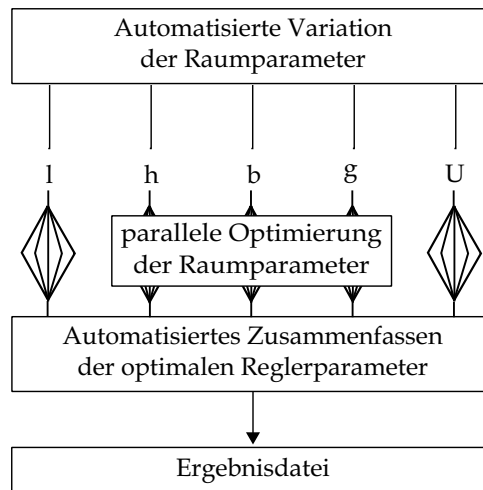 Automatisierte Variation
der Raumparameter
l h b g U
parallele Optimierung
der Raumparameter
Automatisiertes Zusammenfassen
der optimalen Reglerparameter
Ergebnisdatei